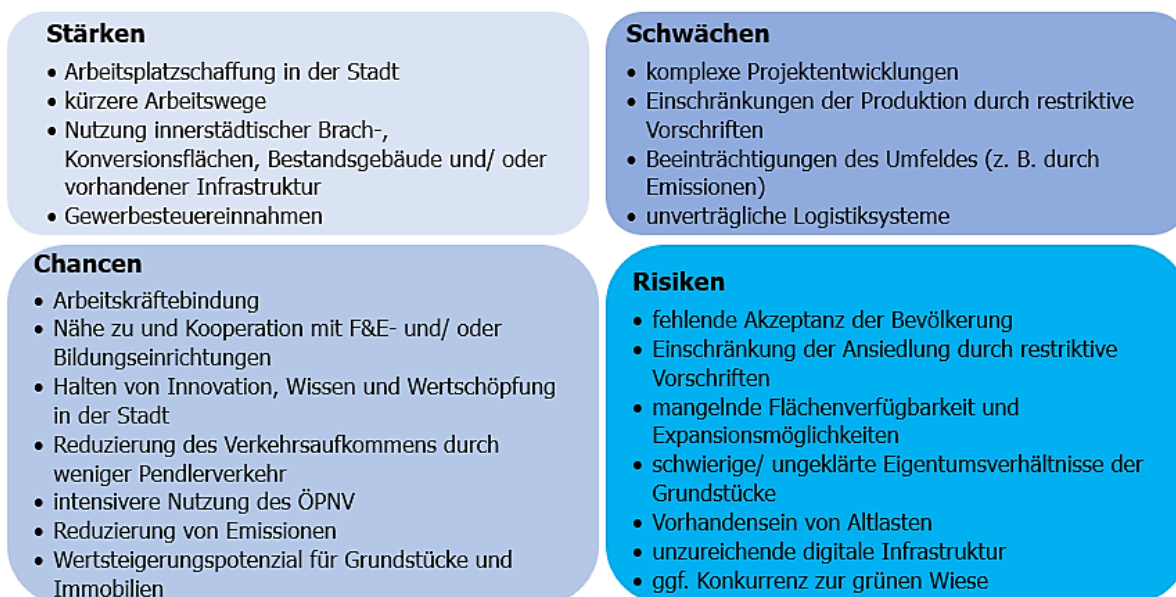 Stärken
• Arbeitsplatzschaffung in der Stadt
• kürzere Arbeitswege
• Nutzung innerstädtischer Brach-,
Konversionsflächen, Bestandsgebäude und/ oder
vorhandener Infrastruktur
• Gewerbesteuereinnahmen
Schwächen
• komplexe Projektentwicklungen
• Einschränkungen der Produktion durch restriktive
Vorschriften
• Beeinträchtigungen des Umfeldes (z. B. durch
Emissionen)
• unverträgliche Logistiksysteme
Chancen
• Arbeitskräftebindung
• Nähe zu und Kooperation mit F&E- und/ oder
Bildungseinrichtungen
• Halten von Innovation, Wissen und Wertschöpfung
in der Stadt
• Reduzierung des Verkehrsaufkommens durch
weniger Pendlerverkehr
• intensivere Nutzung des ÖPNV
• Reduzierung von Emissionen
• Wertsteigerungspotenzial für Grundstücke und
Immobilien
Risiken
• fehlende Akzeptanz der Bevölkerung
• Einschränkung der Ansiedlung durch restriktive
Vorschriften
• mangelnde Flächenverfügbarkeit und
Expansionsmöglichkeiten
• schwierige/ ungeklärte Eigentumsverhältnisse der
Grundstücke
• Vorhandensein von Altlasten
• unzureichende digitale Infrastruktur
• ggf. Konkurrenz zur grünen Wiese